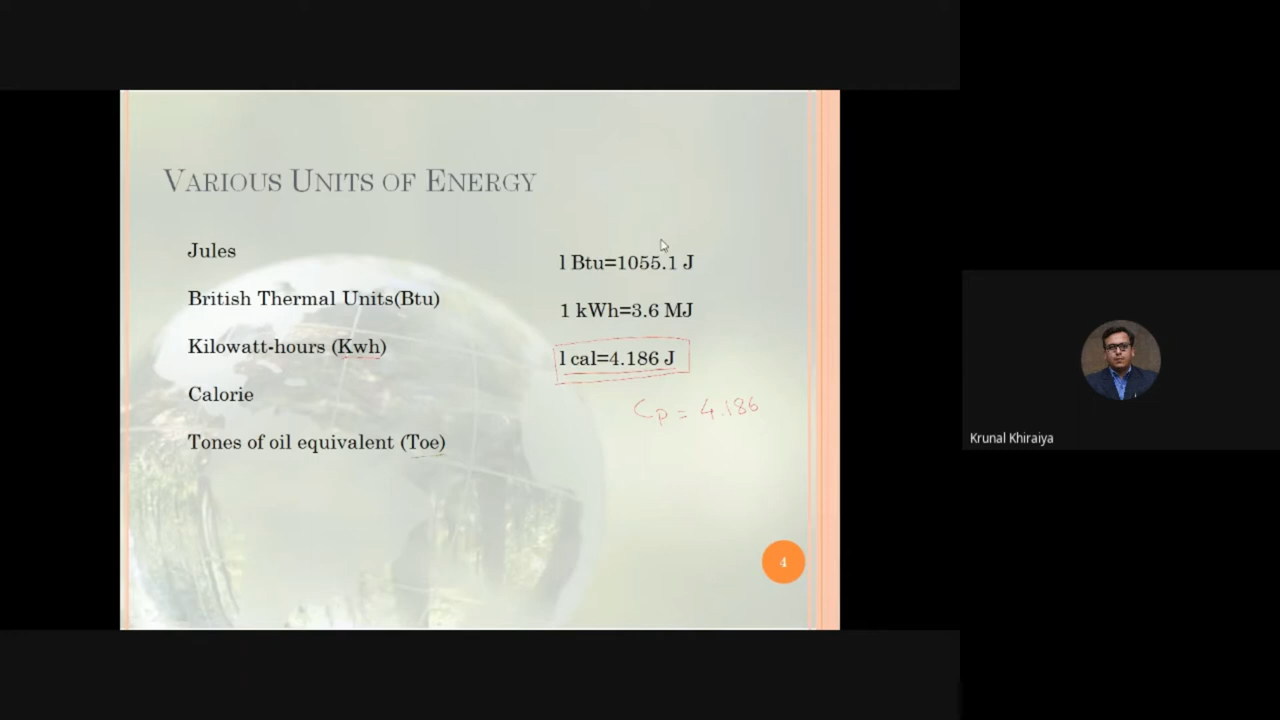 VARIOUS UNITS OF ENERGY
Jules
British Thermal Units(Btu)
Kilowatt-hours (Kwh)
Calorie
Tones of oil equivalent (Toe)
1 Btu=1055.1 J
1 kWh=3.6 MJ
1 cal=4.186 J
Cp = 4.186
4
Krunal Khiraiya